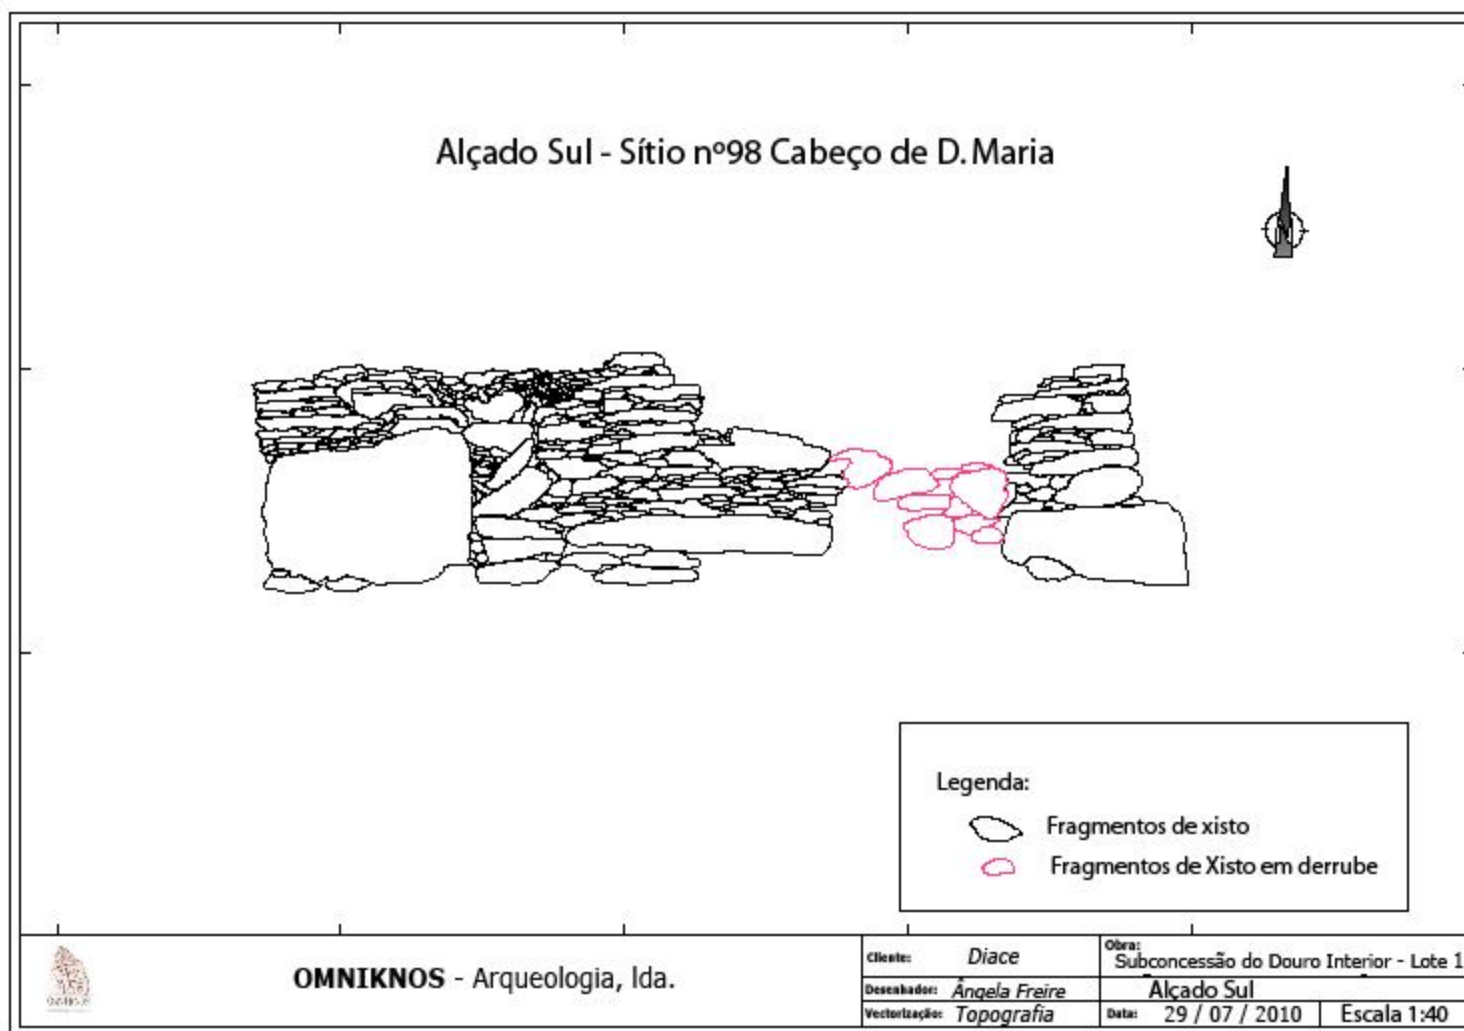 Alçado Sul - Sítio nº98 Cabeço de D. Maria
Legenda:
Fragmentos de xisto
Fragmentos de Xisto em derrube
OMNIKNOS
OMNIKNOS - Arqueologia, lda.
Cliente: Diace
Desenhador: Ângela Freire
Vectorização: Topografia
Obra:
Subconcessão do Douro Interior - Lote 1
Alçado Sul
Data: 29 / 07 / 2010
Escala 1:40